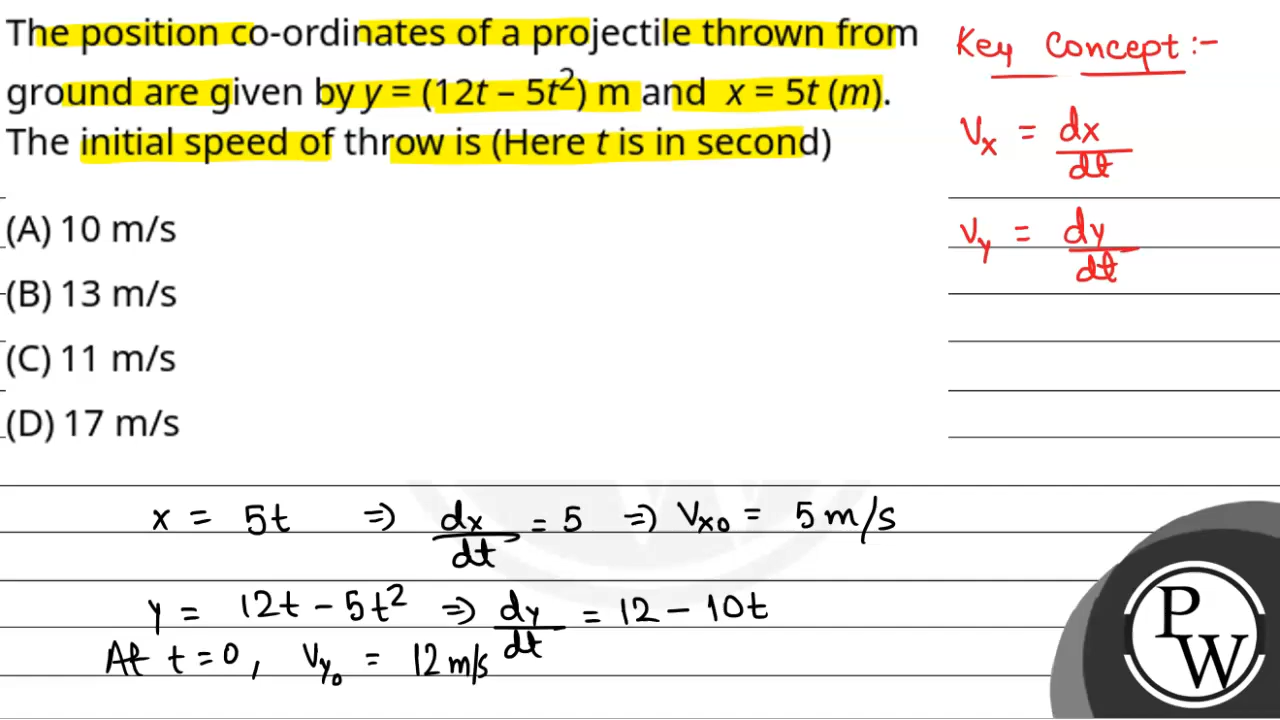 The position co-ordinates of a projectile thrown from
ground are given by y = (12t – 5t²) m and x = 5t (m).
The initial speed of throw is (Here t is in second)
(A) 10 m/s
(B) 13 m/s
(C) 11 m/s
(D) 17 m/s
Key Concept :-
Vx = dx/dt
Vy = dy/dt
x = 5t ⇒ dx/dt = 5 ⇒ Vx0 = 5 m/s
y = 12t – 5t² ⇒ dy/dt = 12 – 10t
At t = 0, Vy0 = 12 m/s
PW